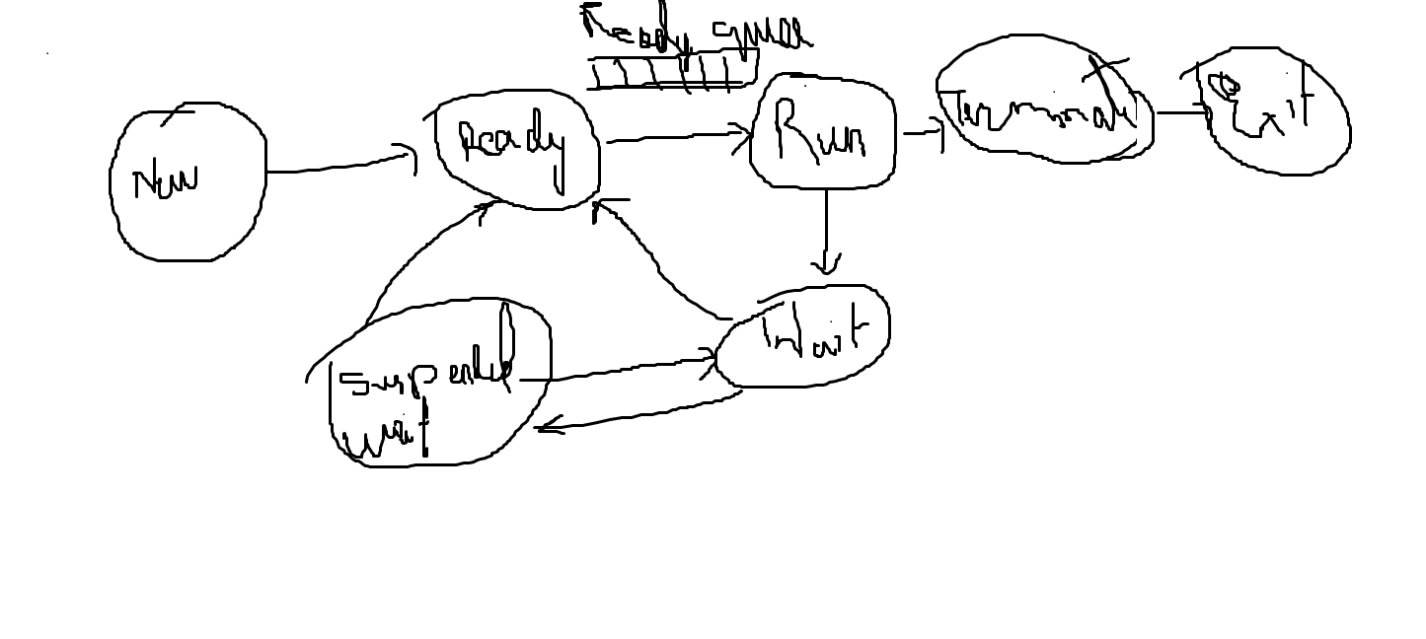 Ready queue
New
Ready
Run
Terminate
Exit
Suspended
wait
Wait